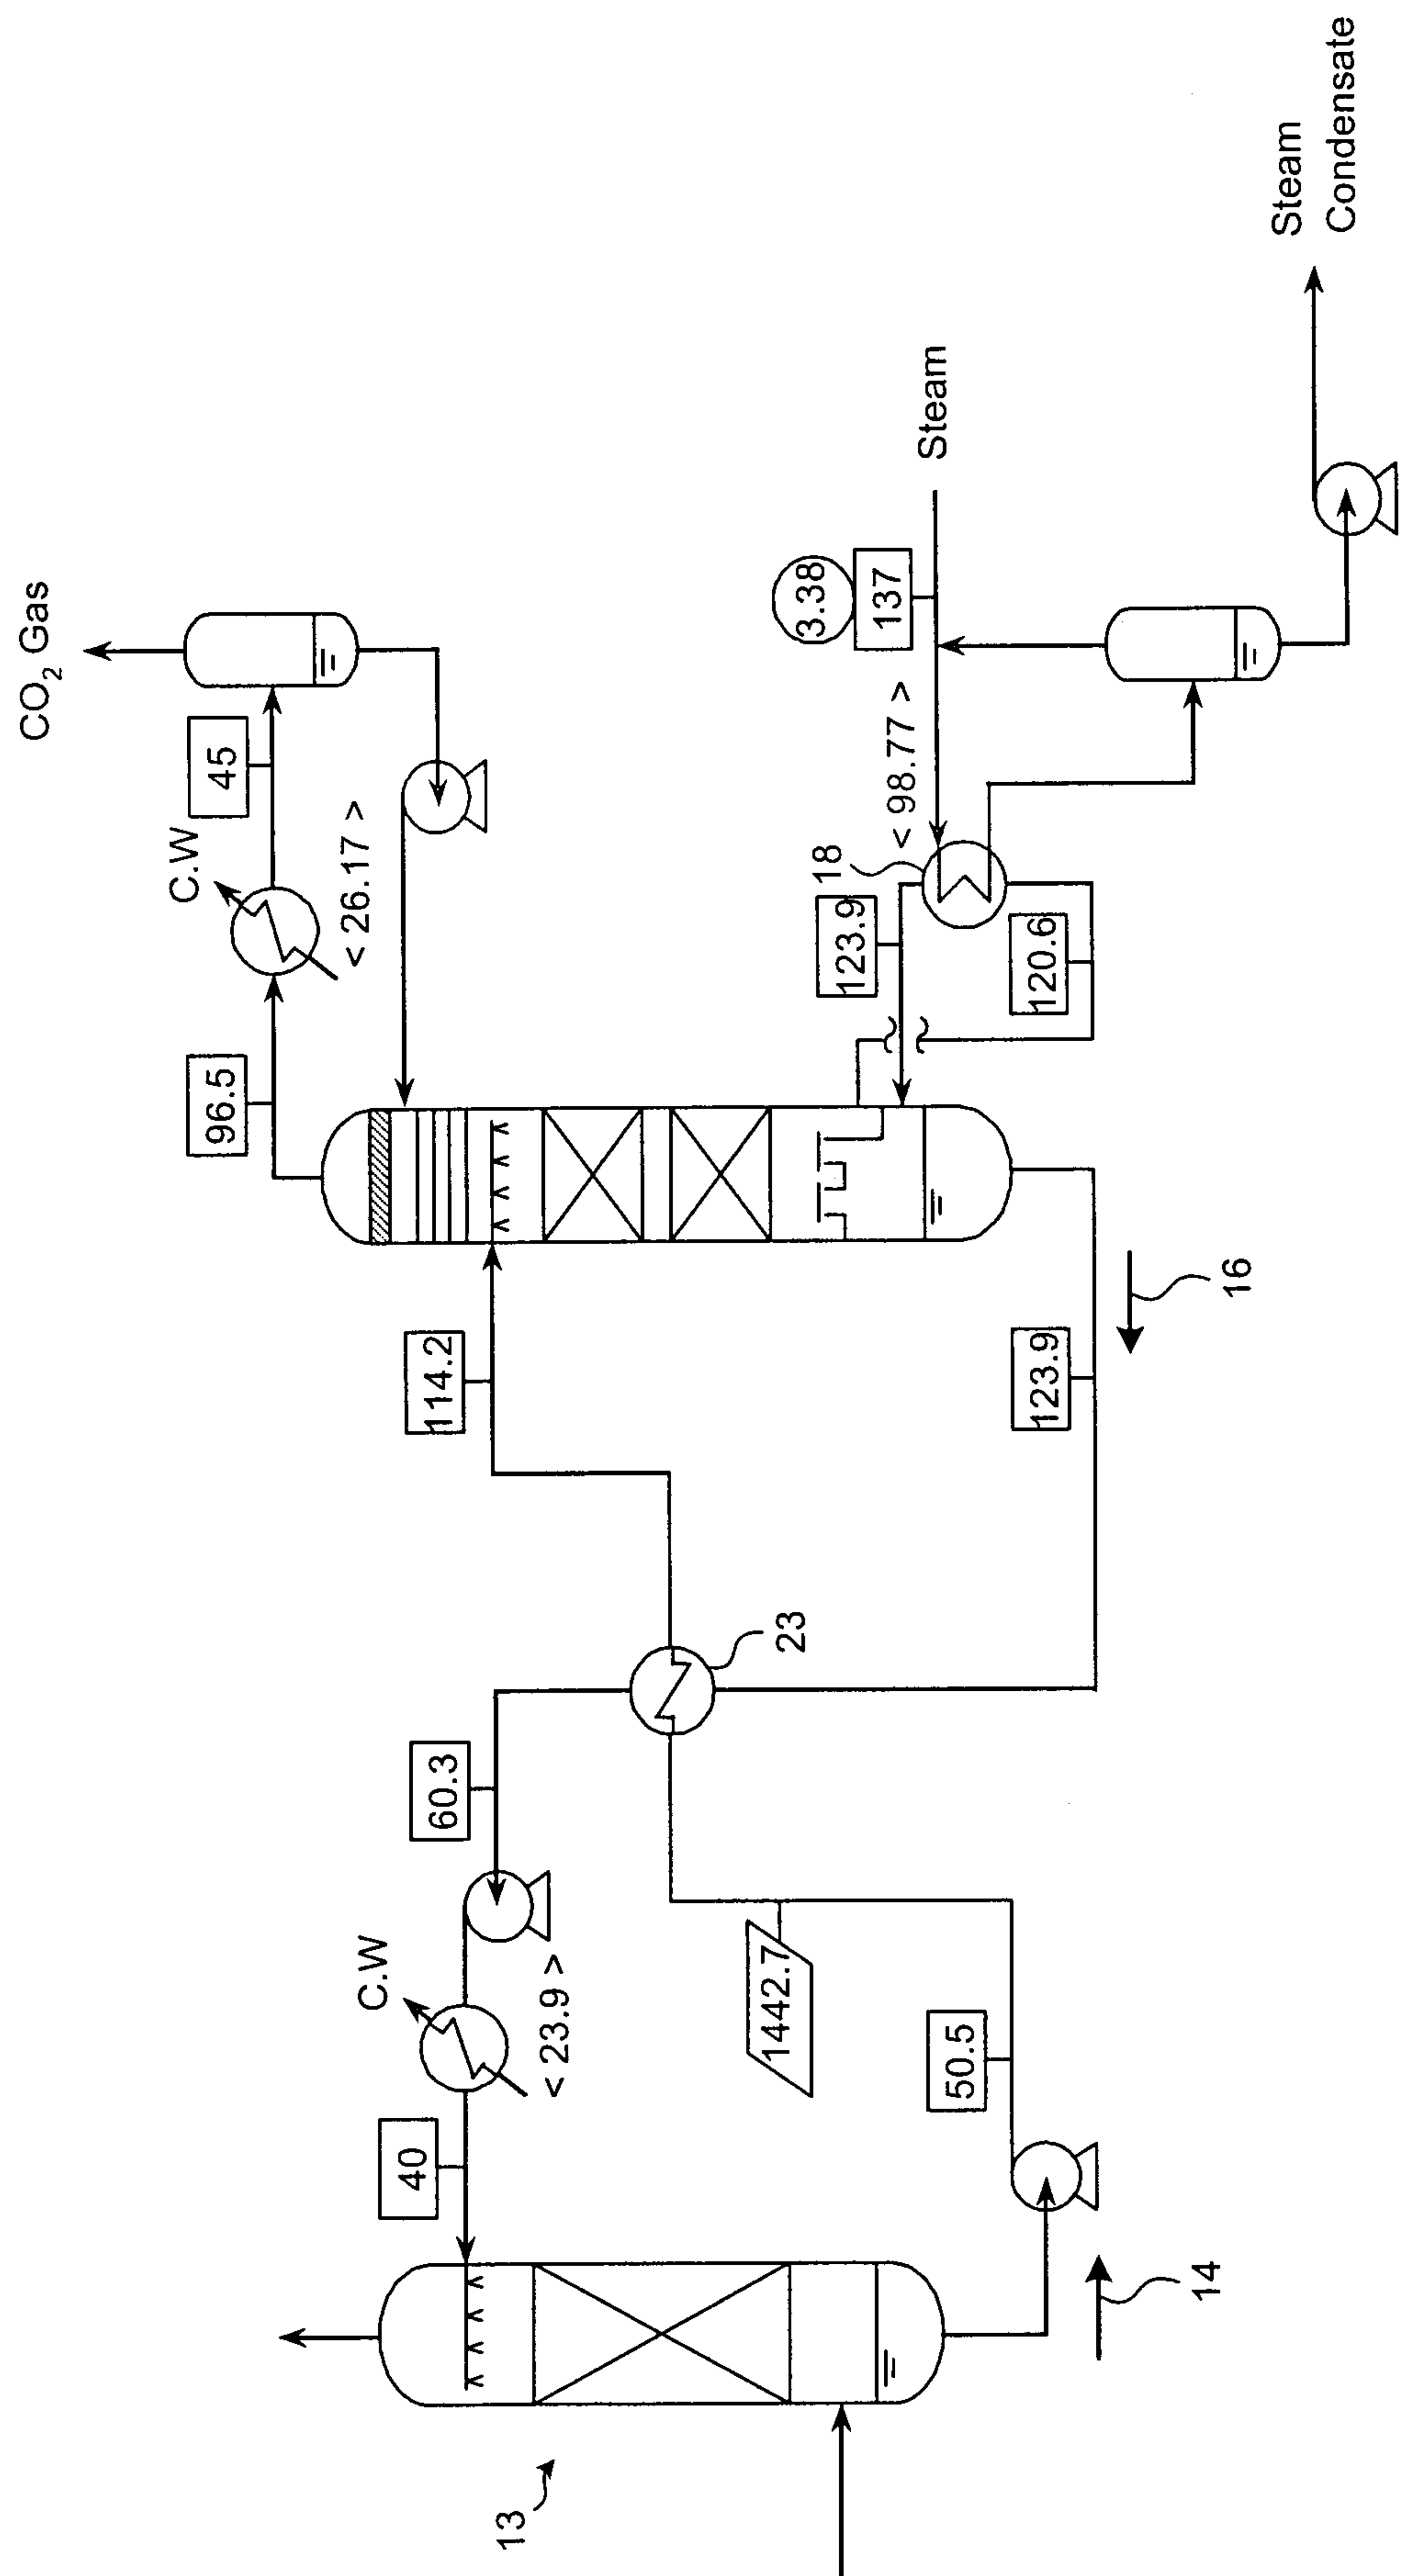 13
14
40
C.W
< 23.9 >
50.5
1442.7
60.3
23
114.2
123.9
16
96.5
C.W
< 26.17 >
45
CO2 Gas
123.9
120.6
18
< 98.77 >
3.38
137
Steam
Steam
Condensate